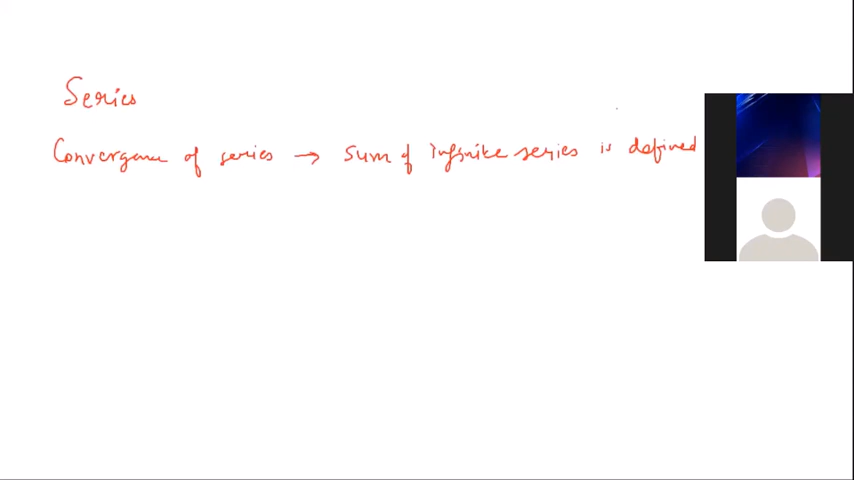 Series
Convergence of series → sum of infinite series is defined